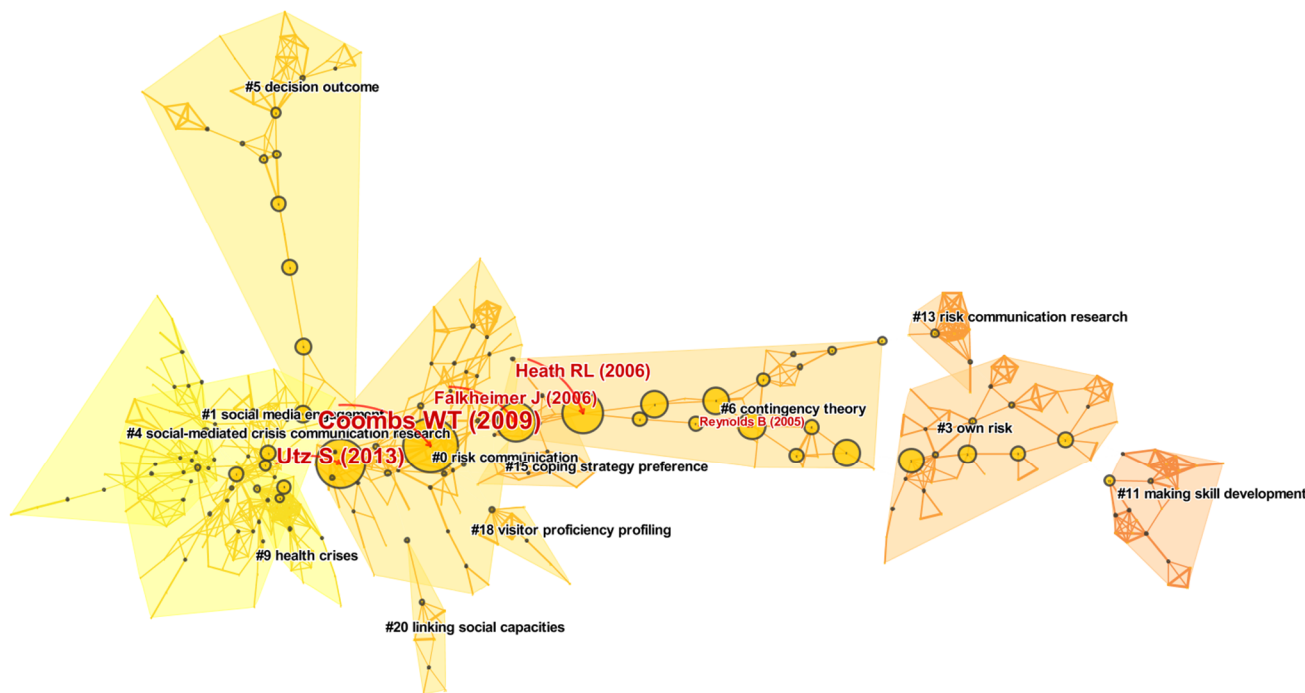 #5 decision outcome
#13 risk communication research
Heath RL (2006)
Falkheimer J (2006)
#6 contingency theory
#1 social media engagement
Coombs WT (2009)
Reynolds B (2005)
#3 own risk
#4 social-mediated crisis communication research
Utz S (2013)
#0 risk communication
#15 coping strategy preference
#11 making skill development
#18 visitor proficiency profiling
#9 health crises
#20 linking social capacities